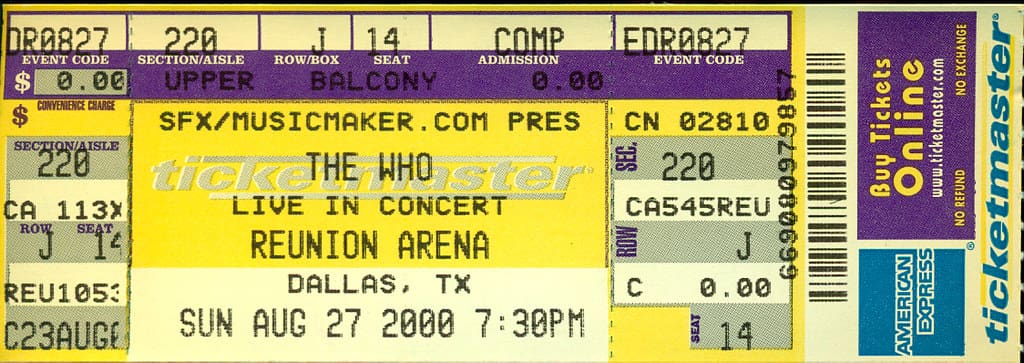 DR0827 220 J 14 COMP EDR0827
EVENT CODE SECTION/AISLE ROW/BOX SEAT ADMISSION EVENT CODE
$ 0.00 UPPER BALCONY 0.00
$ CONVENIENCE CHARGE
SECTION/AISLE
220
CA 113X
ROW SEAT
J 14
REU1053
C23AUG0
SFX/MUSICMAKER.COM PRES
ticketmaster®
THE WHO
LIVE IN CONCERT
REUNION ARENA
DALLAS, TX
SUN AUG 27 2000 7:30PM
CN 02810
SEC. 220
CA545REU
ROW J
C 0.00
SEAT 14
Buy Tickets
Online
www.ticketmaster.com
NO REFUND NO EXCHANGE
AMERICAN
EXPRESS
®
ticketmaster®